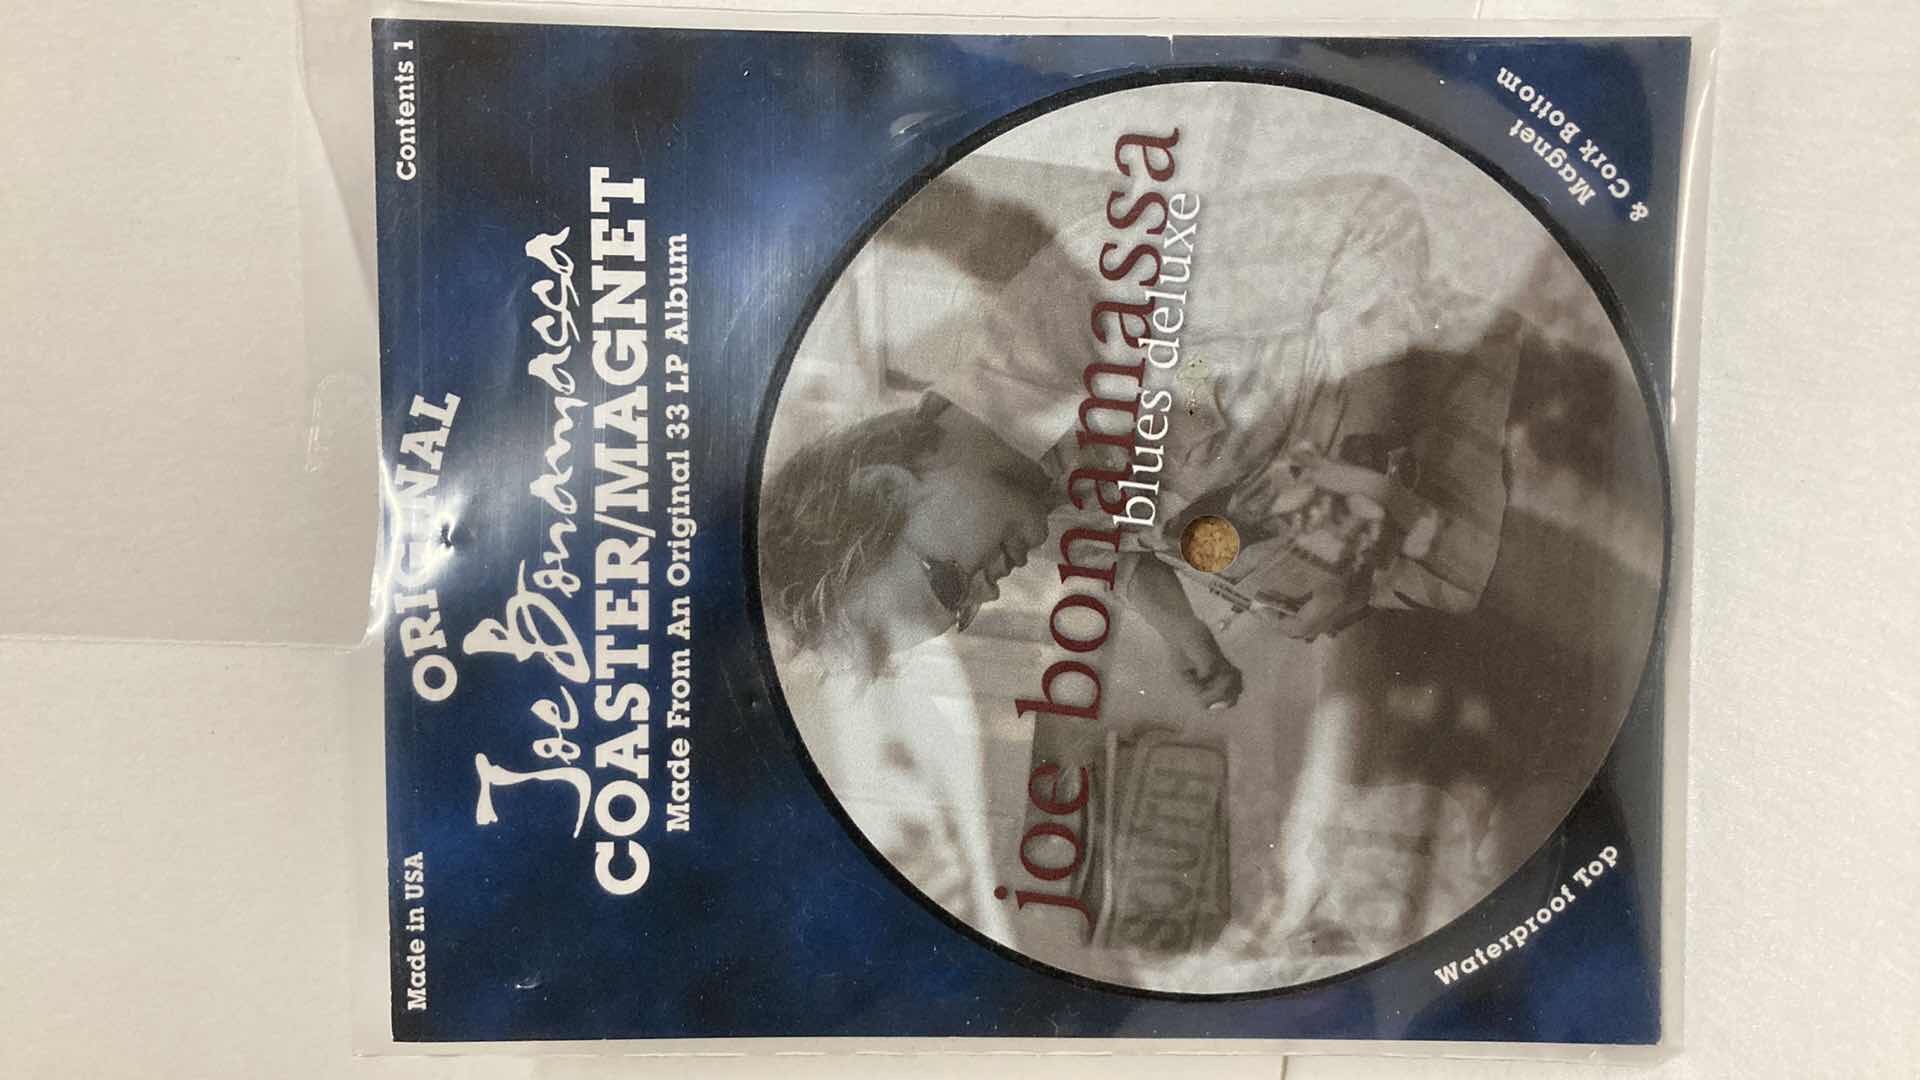 Made in USA
Contents 1
ORIGINAL
Joe Bonamassa
COASTER/MAGNET
Made From An Original 33 LP Album
joe bonamassa
blues deluxe
SOUTH
Waterproof Top
Magnet
& Cork Bottom